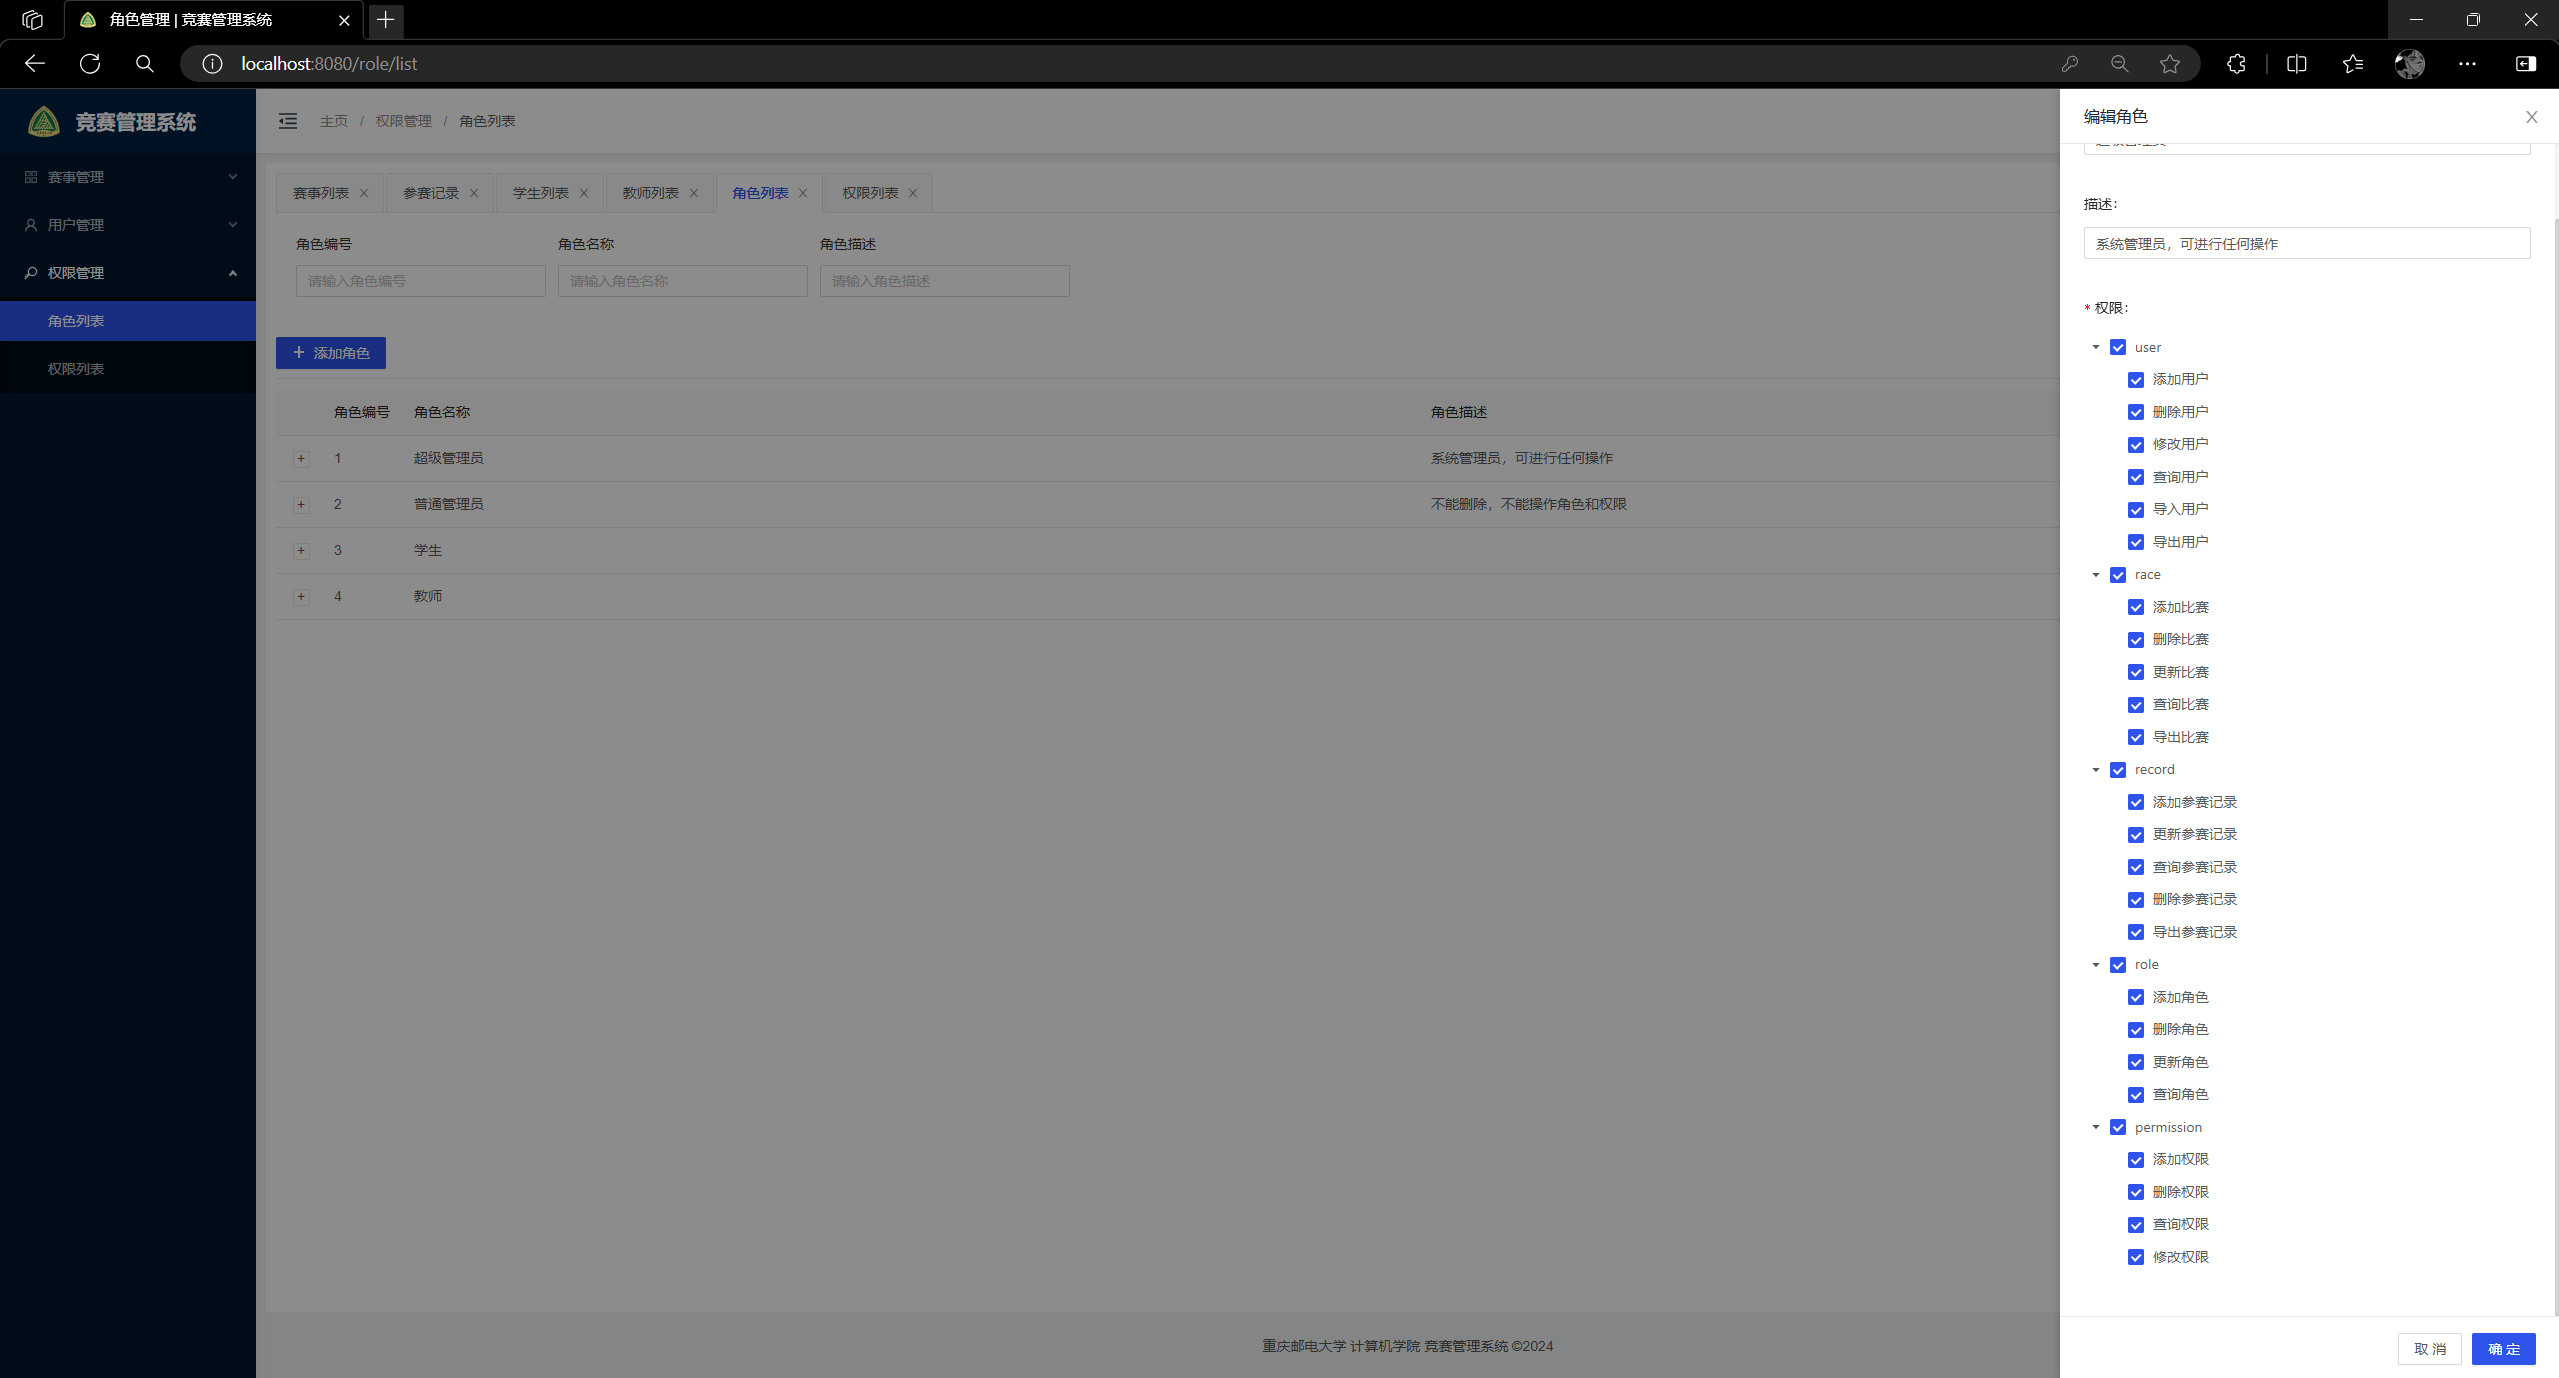 角色管理 | 竞赛管理系统
localhost:8080/role/list
竞赛管理系统
赛事管理
用户管理
权限管理
角色列表
权限列表
主页 / 权限管理 / 角色列表
赛事列表 参赛记录 学生列表 教师列表 角色列表 权限列表
角色编号 角色名称 角色描述
请输入角色编号 请输入角色名称 请输入角色描述
+ 添加角色
角色编号 角色名称 角色描述
1 超级管理员 系统管理员，可进行任何操作
2 普通管理员 不能删除，不能操作角色和权限
3 学生
4 教师
重庆邮电大学 计算机学院 竞赛管理系统 ©2024
编辑角色
描述：
系统管理员，可进行任何操作
* 权限：
user
添加用户
删除用户
修改用户
查询用户
导入用户
导出用户
race
添加比赛
删除比赛
更新比赛
查询比赛
导出比赛
record
添加参赛记录
更新参赛记录
查询参赛记录
删除参赛记录
导出参赛记录
role
添加角色
删除角色
更新角色
查询角色
permission
添加权限
删除权限
查询权限
修改权限
取 消 确 定